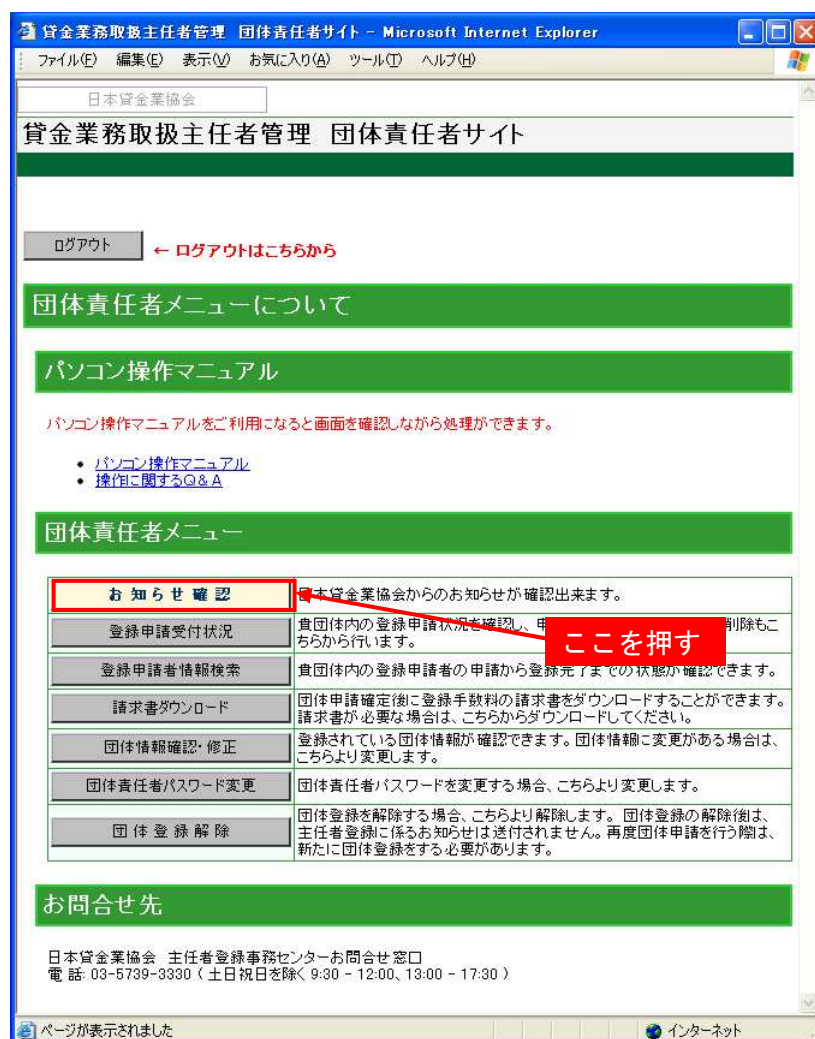 貸金業務取扱主任者管理 団体責任者サイト - Microsoft Internet Explorer
ファイル(F) 編集(E) 表示(V) お気に入り(A) ツール(T) ヘルプ(H)
日本貸金業協会
貸金業務取扱主任者管理 団体責任者サイト
ログアウト ← ログアウトはこちらから
団体責任者メニューについて
パソコン操作マニュアル
パソコン操作マニュアルをご利用になると画面を確認しながら処理ができます。
• パソコン操作マニュアル
• 操作に関するQ&A
団体責任者メニュー
お知らせ確認 日本貸金業協会からのお知らせが確認出来ます。
登録申請受付状況 貴団体内の登録申請状況を確認し、申 削除もこ
ちらから行います。
ここを押す
登録申請者情報検索 貴団体内の登録申請者の申請から登録完了までの状態が確認できます。
請求書ダウンロード 団体申請確定後に登録手数料の請求書をダウンロードすることができます。
請求書が必要な場合は、こちらからダウンロードしてください。
団体情報確認・修正 登録されている団体情報が確認できます。団体情報に変更がある場合は、
こちらより変更します。
団体責任者パスワード変更 団体責任者パスワードを変更する場合、こちらより変更します。
団体登録解除 団体登録を解除する場合、こちらより解除します。団体登録の解除後は、
主任者登録に係るお知らせは送付されません。再度団体申請を行う際は、
新たに団体登録をする必要があります。
お問合せ先
日本貸金業協会 主任者登録事務センターお問合せ窓口
電話: 03-5739-3330 ( 土日祝日を除く 9:30 - 12:00、13:00 - 17:30 )
ページが表示されました インターネット